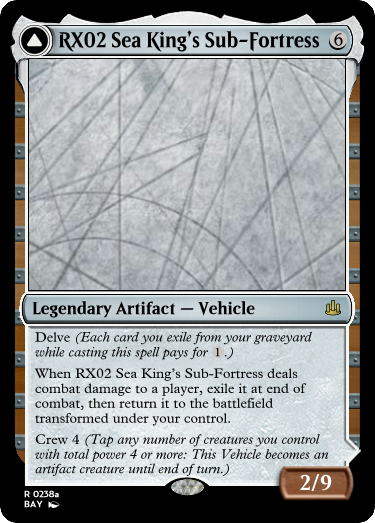 RX02 Sea King's Sub-Fortress 6
Legendary Artifact — Vehicle
Delve (Each card you exile from your graveyard
while casting this spell pays for 1.)
When RX02 Sea King's Sub-Fortress deals
combat damage to a player, exile it at end of
combat, then return it to the battlefield
transformed under your control.
Crew 4 (Tap any number of creatures you control
with total power 4 or more: This Vehicle becomes an
artifact creature until end of turn.)
2/9
R 0238a
BAY